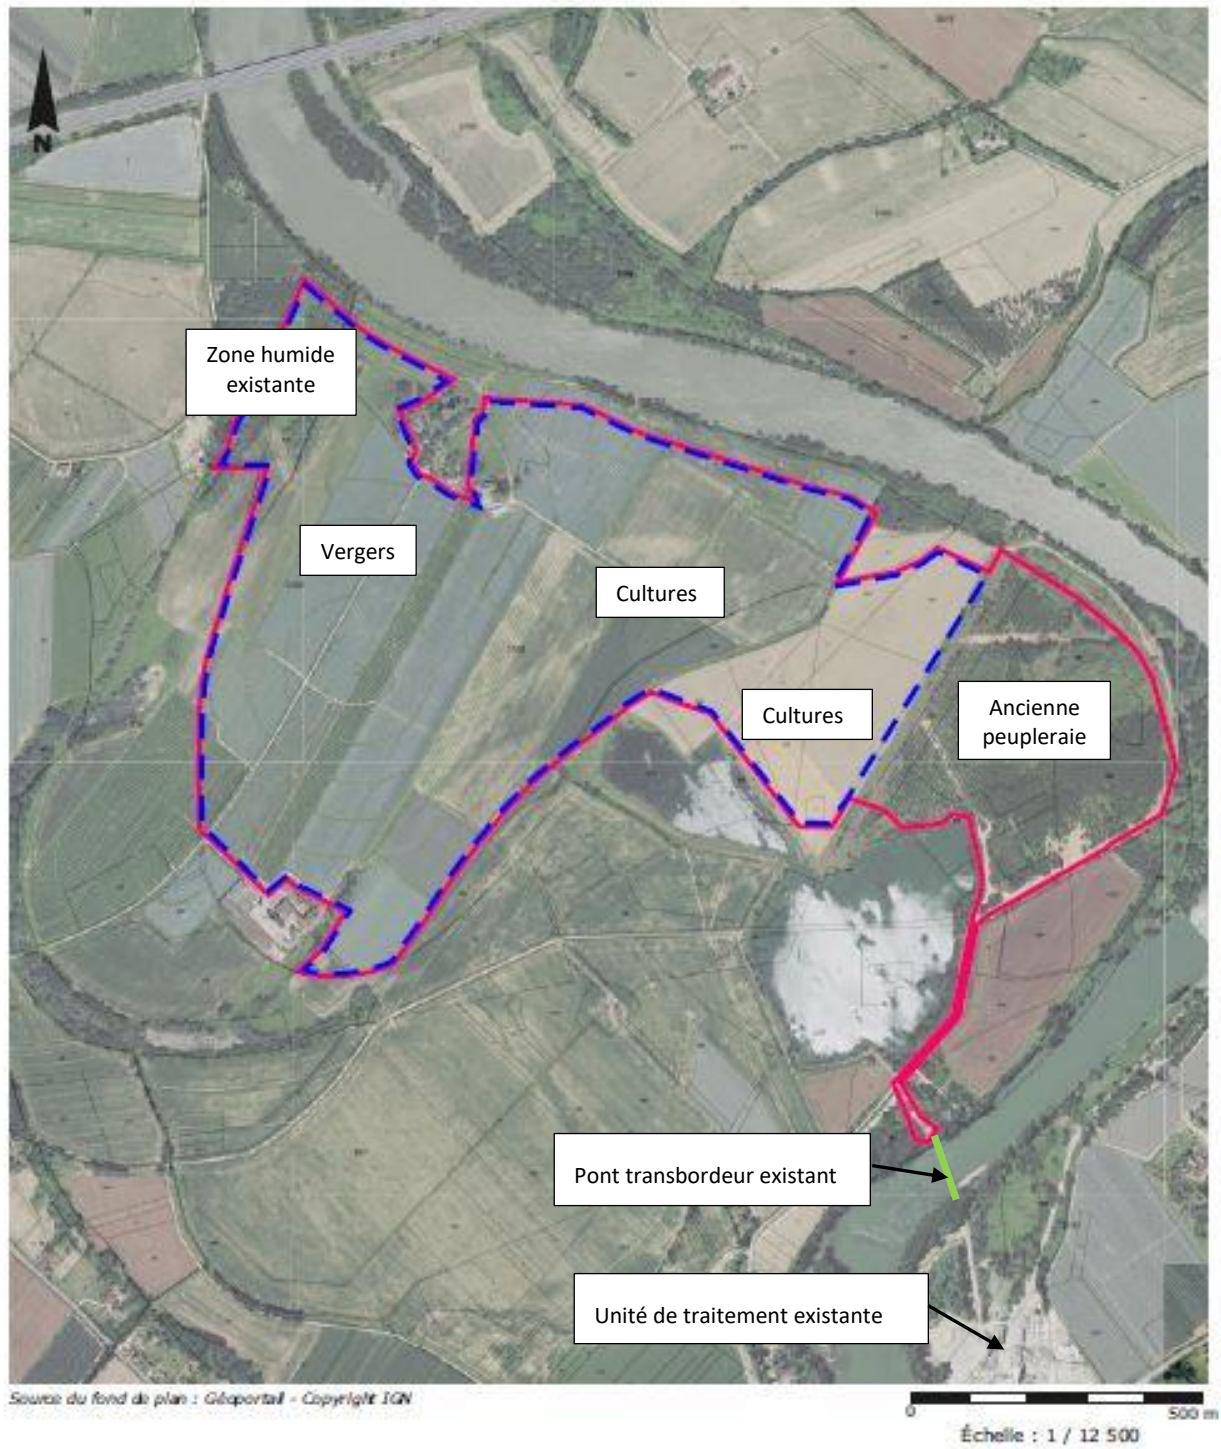 N
Zone humide
existante
Vergers
Cultures
Cultures
Ancienne
peupleraie
Pont transbordeur existant
Unité de traitement existante
Source du fond de plan : Géoportail - Copyright IGN
0
500 m
Échelle : 1 / 12 500